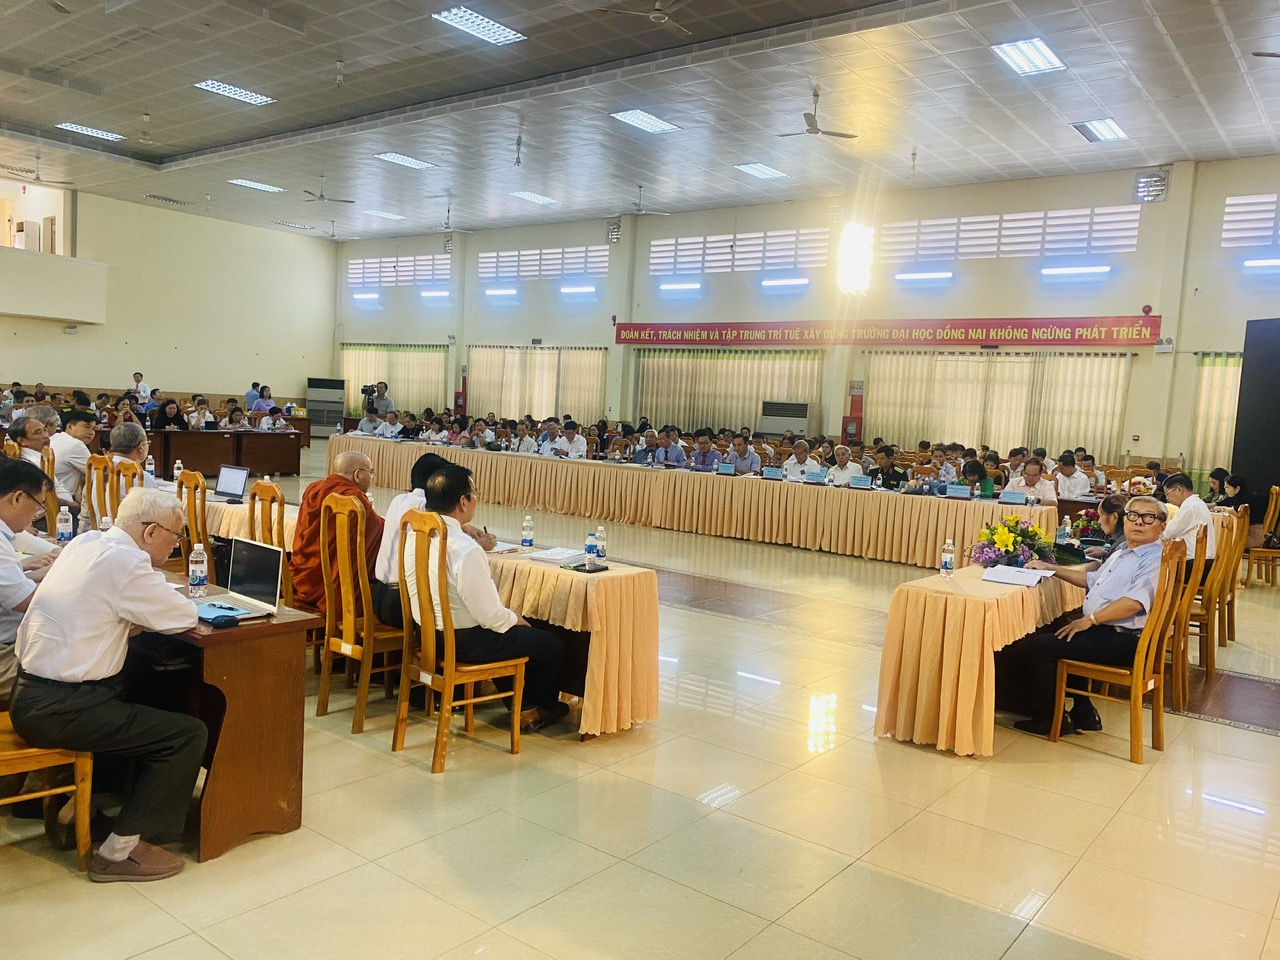 ĐOÀN KẾT, TRÁCH NHIỆM VÀ TẬP TRUNG TRÍ TUỆ XÂY DỰNG TRƯỜNG ĐẠI HỌC ĐỒNG NAI KHÔNG NGỪNG PHÁT TRIỂN